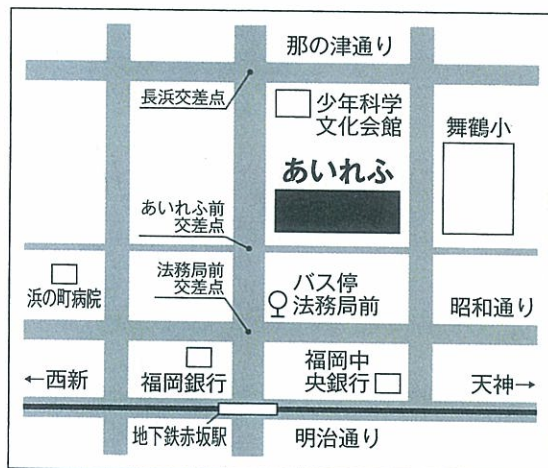 那の津通り
長浜交差点
少年科学
文化会館
舞鶴小
あいれふ
あいれふ前
交差点
法務局前
交差点
浜の町病院
バス停
法務局前
昭和通り
←西新
福岡銀行
福岡中
央銀行
天神→
地下鉄赤坂駅
明治通り